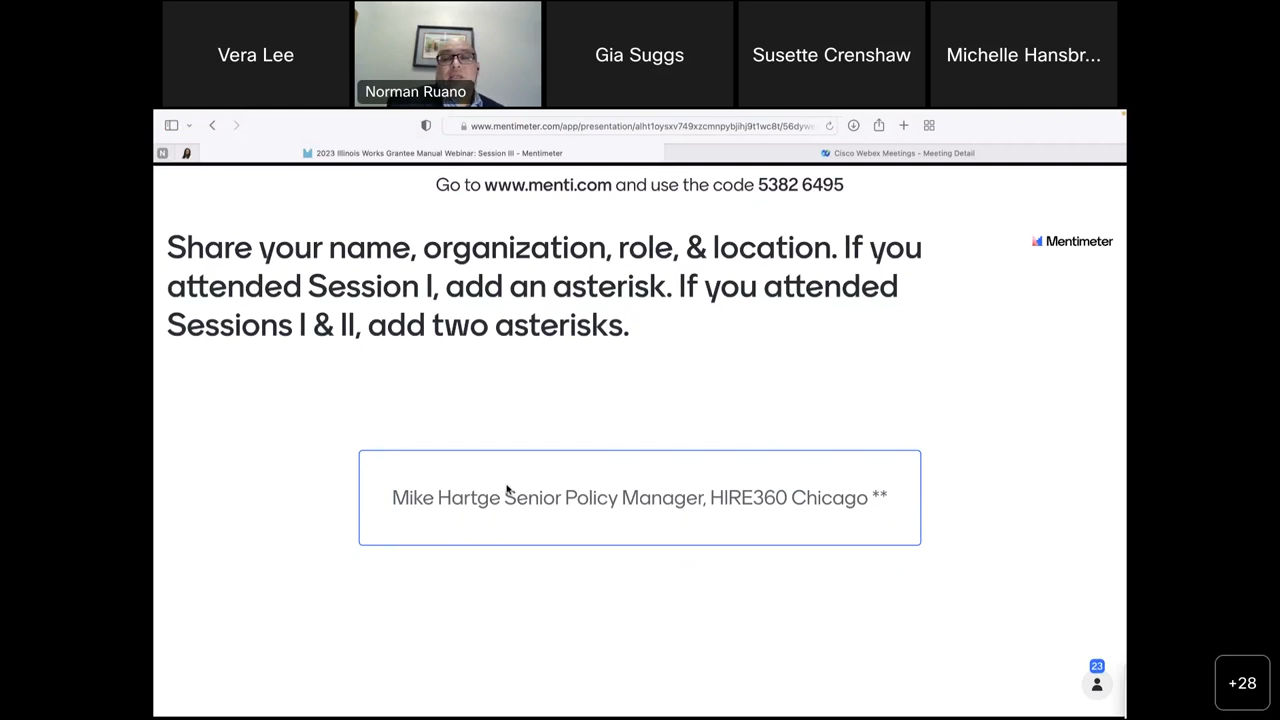 Vera Lee
Norman Ruano
Gia Suggs
Susette Crenshaw
Michelle Hansbr...
www.mentimeter.com/app/presentation/alht1oysxv749xzcmnpybjihj9t1wc8t/56dyw
N
2023 Illinois Works Grantee Manual Webinar: Session III - Mentimeter
Cisco Webex Meetings - Meeting Detail
Go to www.menti.com and use the code 5382 6495
Share your name, organization, role, & location. If you
attended Session I, add an asterisk. If you attended
Sessions I & II, add two asterisks.
Mentimeter
Mike Hartge Senior Policy Manager, HIRE360 Chicago **
23
+28